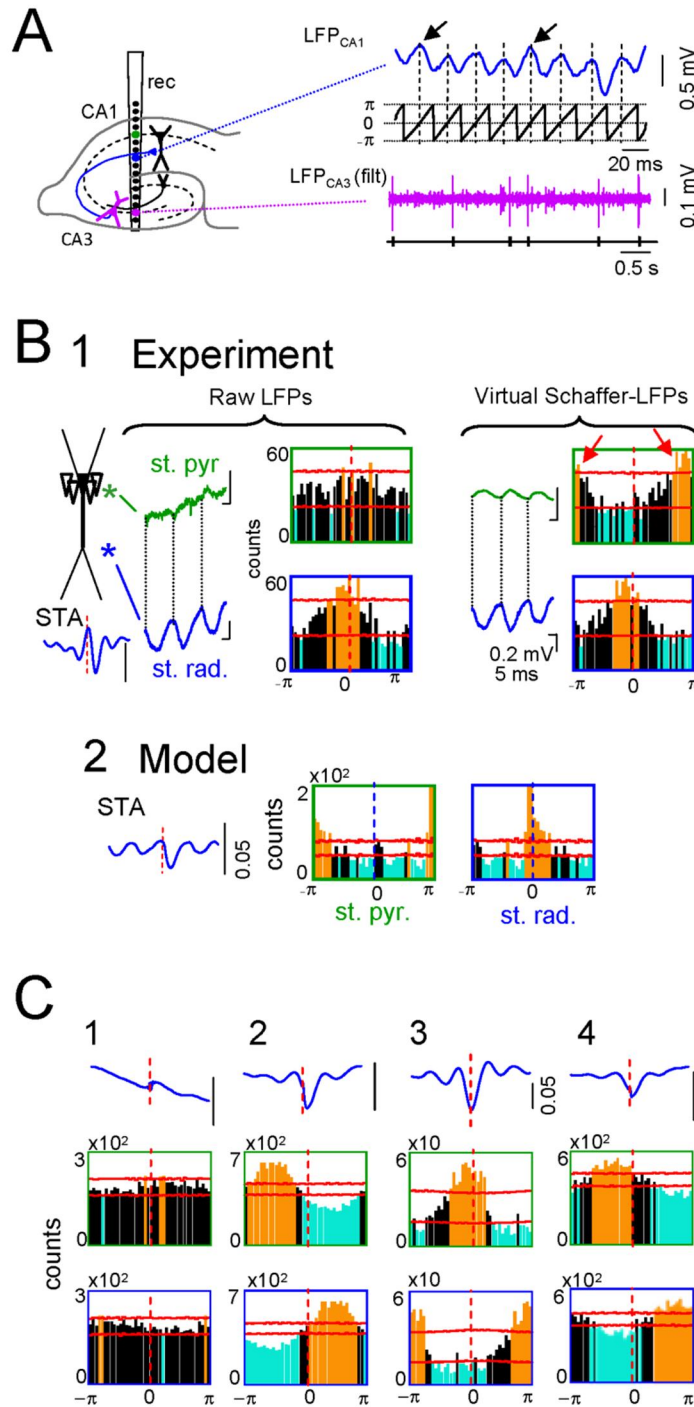 A
rec
CA1
CA3
LFPCA1
0.5 mV
π
0
-π
20 ms
LFPCA3 (filt)
0.1 mV
0.5 s
B
1 Experiment
Raw LFPs
Virtual Schaffer-LFPs
st. pyr
*
*
STA
st. rad.
60
0
counts
60
0
-π 0 π
0.2 mV
5 ms
-π 0 π
2 Model
STA
0.05
x10²
2
counts
0
-π 0 π
st. pyr.
-π 0 π
st. rad.
C
1 2 3 4
0.05
x10² x10² x10 x10²
3 7 6 6
0 0 0 0
counts
x10² x10² x10 x10²
3 7 6 6
0 0 0 0
−π 0 π −π 0 π −π 0 π −π 0 π